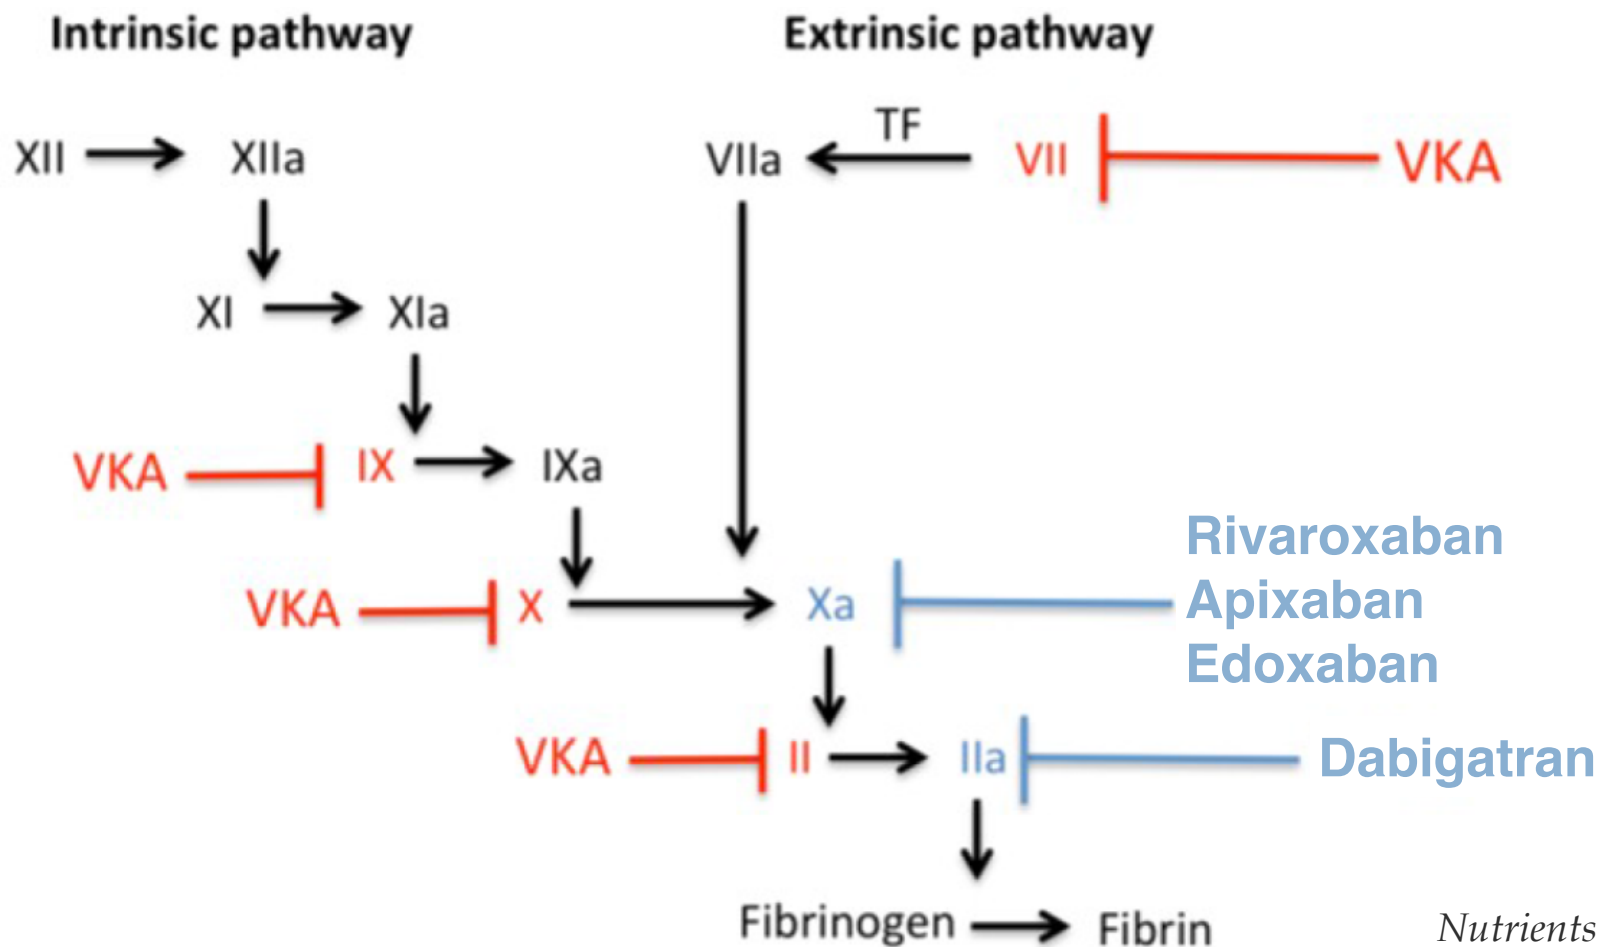 Intrinsic pathway
Extrinsic pathway
XII XIIa
VIIa TF VII VKA
XI XIa
VKA IX IXa
VKA X Xa
Rivaroxaban
Apixaban
Edoxaban
VKA II IIa Dabigatran
Fibrinogen Fibrin
Nutrients